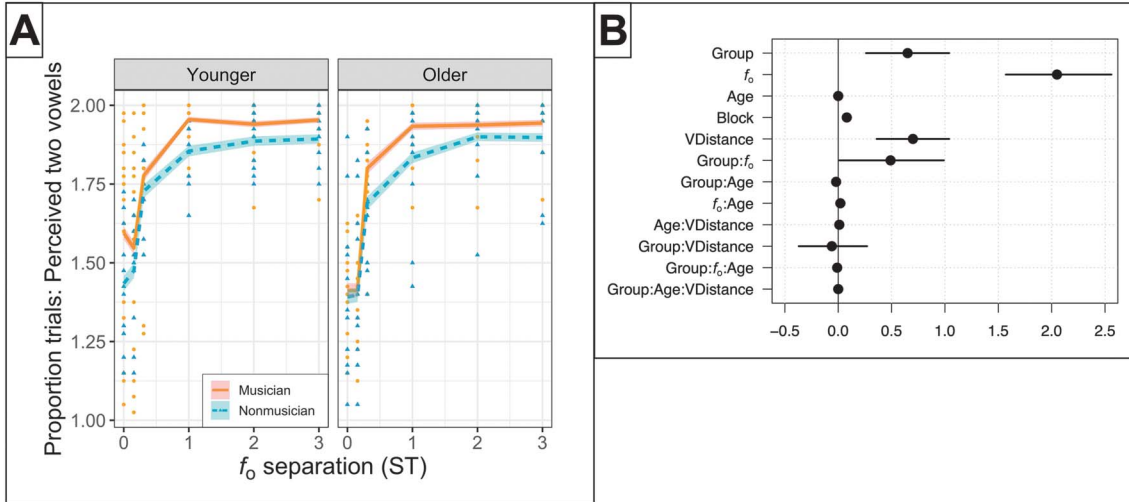 A
Younger
Older
Proportion trials: Perceived two vowels
2.00
1.75
1.50
1.25
1.00
Musician
Nonmusician
0 1 2 3
0 1 2 3
fo separation (ST)
B
Group
fo
Age
Block
VDistance
Group:fo
Group:Age
fo:Age
Age:VDistance
Group:VDistance
Group:fo:Age
Group:Age:VDistance
−0.5 0.0 0.5 1.0 1.5 2.0 2.5